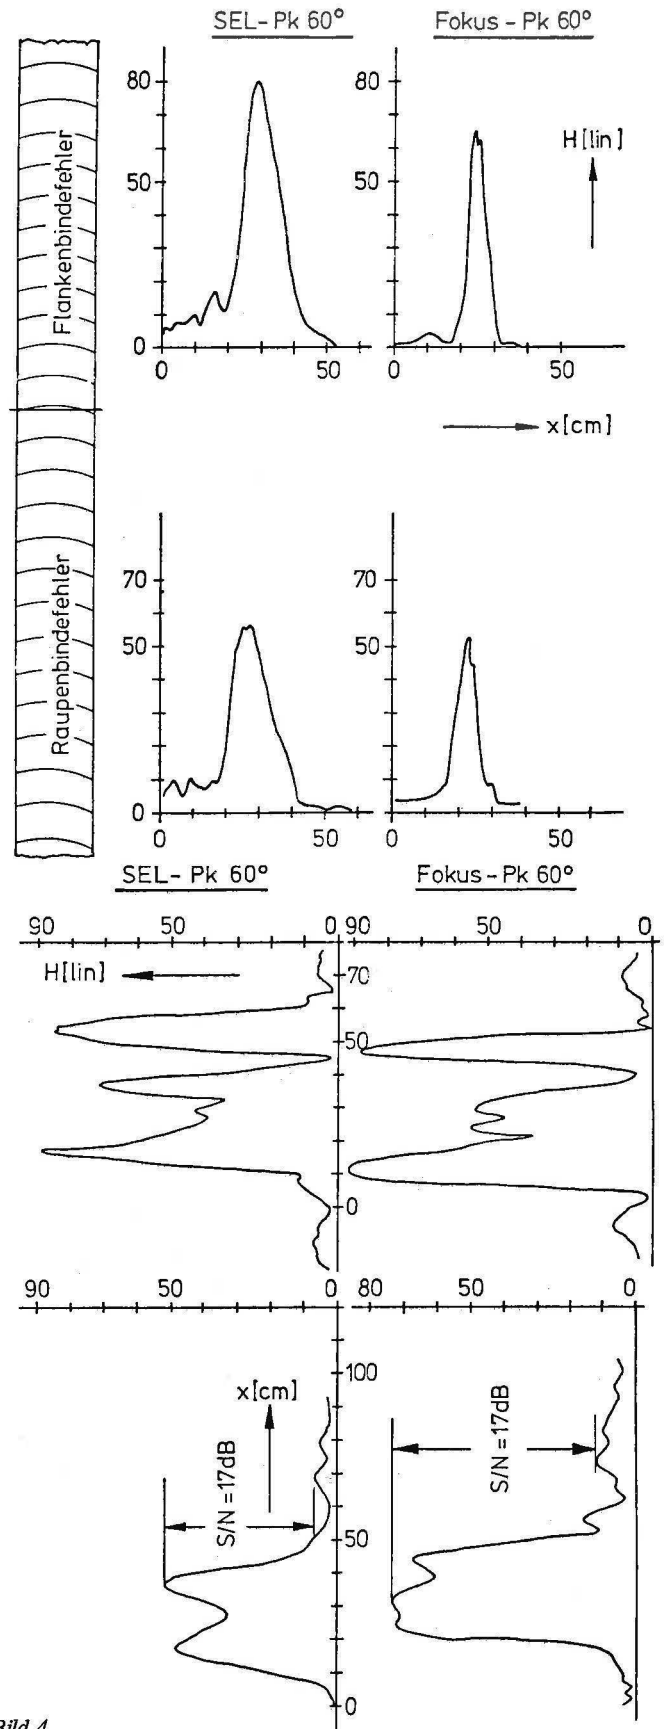 SEL-Pk 60° Fokus-Pk 60°
80 80
H[lin]
50 50
Flankenbindefehler
0
0 50 0 50
x[cm]
70 70
50 50
Raupenbindefehler
0 0
0 50 0 50
SEL-Pk 60° Fokus-Pk 60°
90 50 0 90 50 0
H[lin] 70
50
0
90 50 0 80 50 0
100
x[cm]
S/N=17dB S/N=17dB
50
0
Bild 4